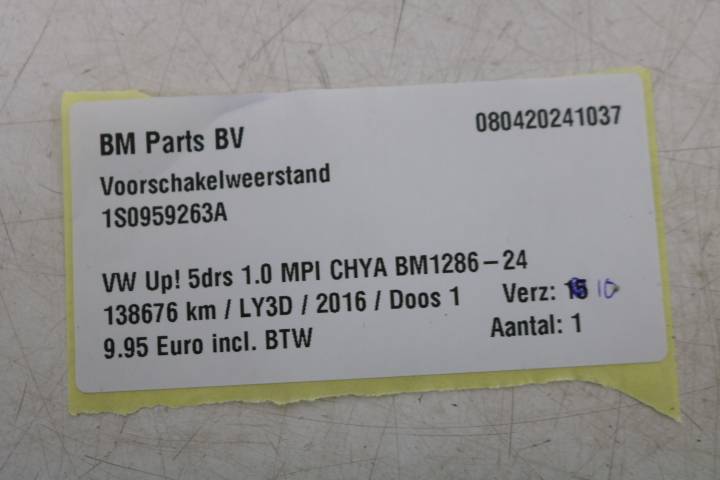 BM Parts BV
080420241037
Voorschakelweerstand
1S0959263A
VW Up! 5drs 1.0 MPI CHYA BM1286-24
138676 km / LY3D / 2016 / Doos 1
Verz: 15 10
9.95 Euro incl. BTW
Aantal: 1